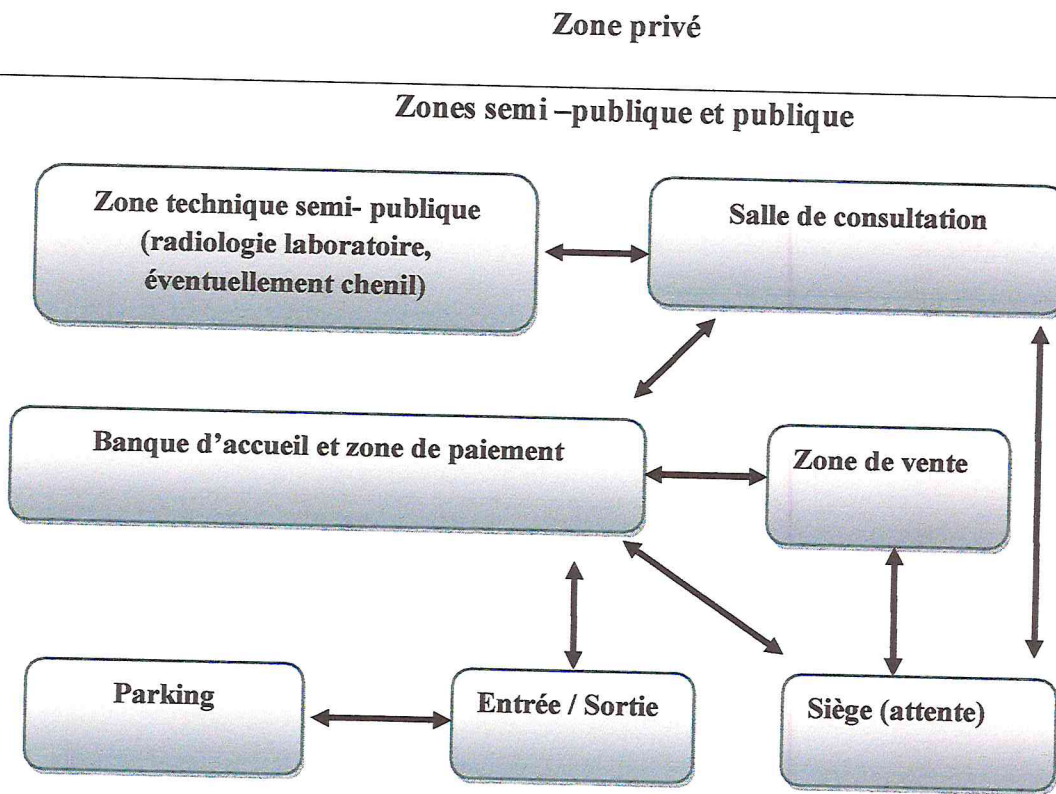 Zone privé
Zones semi –publique et publique
Zone technique semi- publique
(radiologie laboratoire,
éventuellement chenil)
Salle de consultation
Banque d'accueil et zone de paiement
Zone de vente
Parking
Entrée / Sortie
Siège (attente)